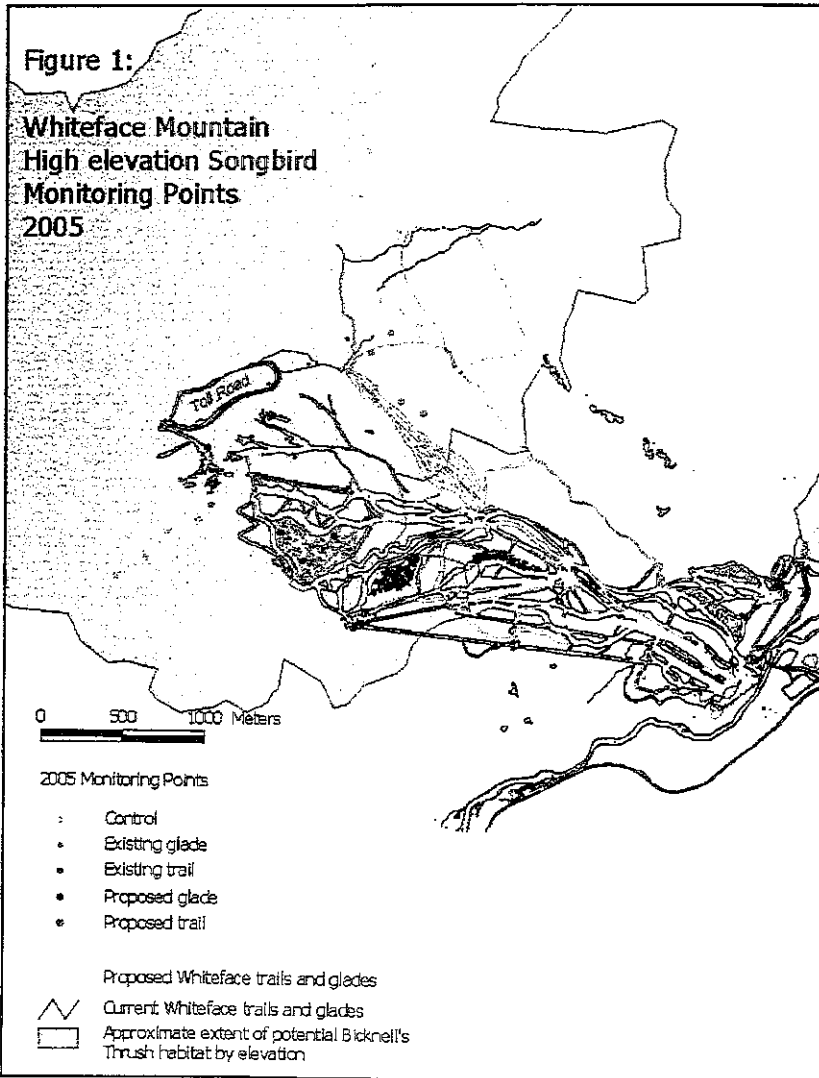 Figure 1:
Whiteface Mountain
High elevation Songbird
Monitoring Points
2005
Toll Road
0 500 1000 Meters
2005 Monitoring Points
Control
Existing glade
Existing trail
Proposed glade
Proposed trail
Proposed Whiteface trails and glades
Current Whiteface trails and glades
Approximate extent of potential Bicknell's
Thrush habitat by elevation